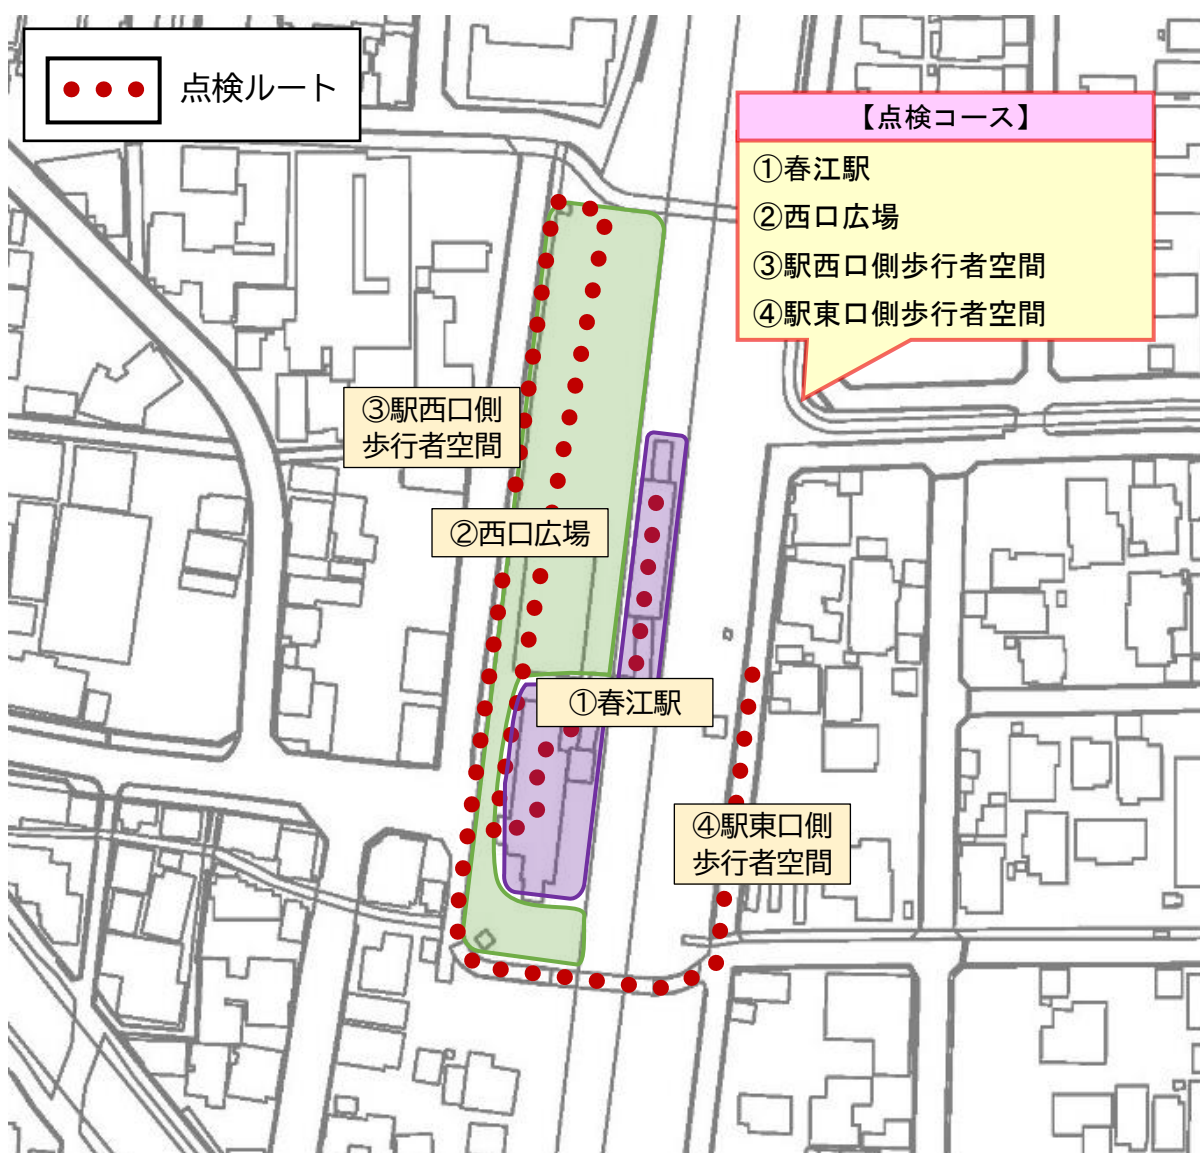 点検ルート
【点検コース】
①春江駅
②西口広場
③駅西口側歩行者空間
④駅東口側歩行者空間
③駅西口側
歩行者空間
②西口広場
①春江駅
④駅東口側
歩行者空間